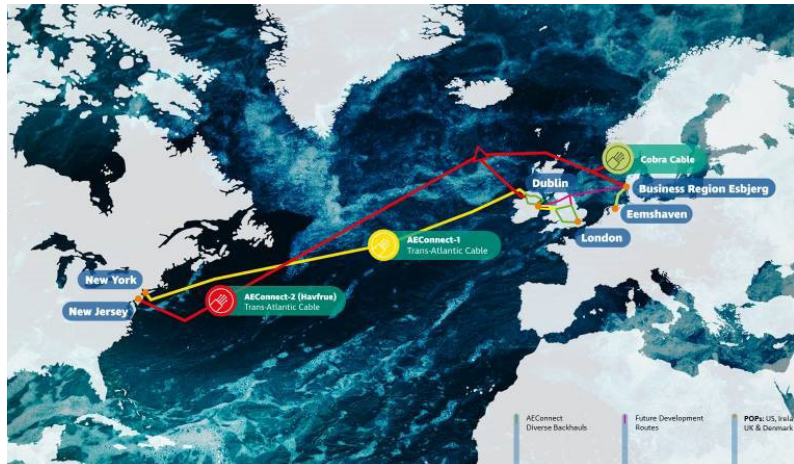 Cobra Cable
Dublin
Business Region Esbjerg
Eemshaven
London
AEConnect-1
Trans-Atlantic Cable
New York
New Jersey
AEConnect-2 (Havfrue)
Trans-Atlantic Cable
AEConnect
Diverse Backhauls
Future Development
Routes
POPs: US, Irela
UK & Denmark